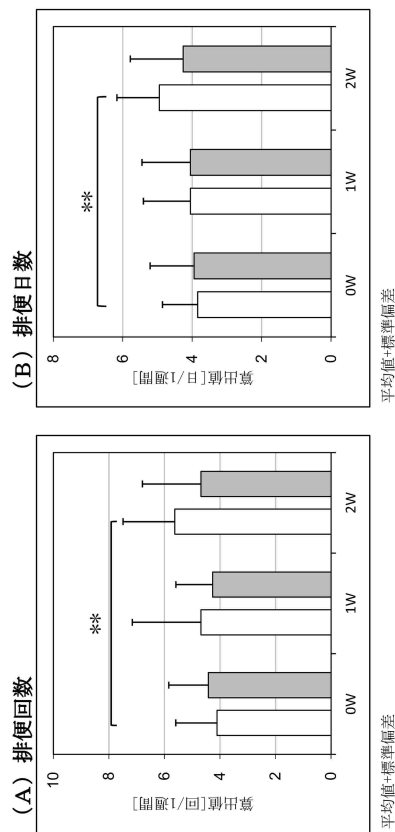 (A) 排便回数
算出値[回/1週間]
10
8
6
4
2
0
**
0W
1W
2W
平均値+標準偏差
(B) 排便日数
算出値[日/1週間]
8
6
4
2
0
**
0W
1W
2W
平均値+標準偏差